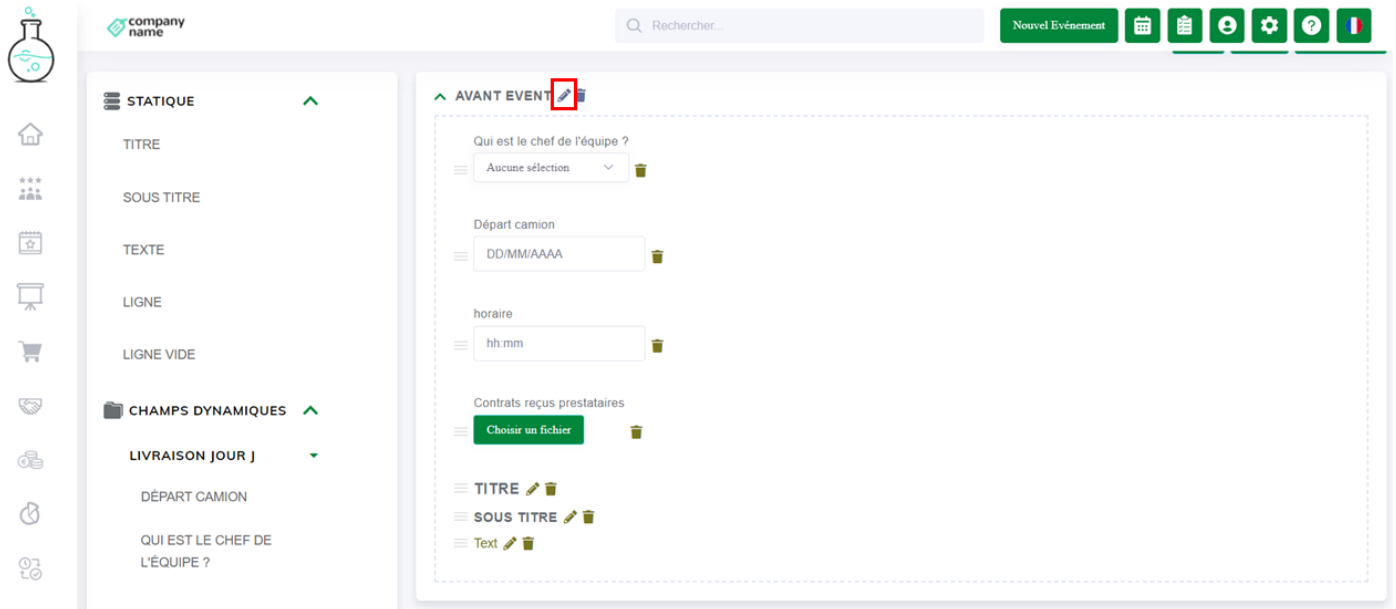 company
name
Rechercher...
Nouvel Evénement
STATIQUE
TITRE
SOUS TITRE
TEXTE
LIGNE
LIGNE VIDE
CHAMPS DYNAMIQUES
LIVRAISON JOUR J
DÉPART CAMION
QUI EST LE CHEF DE
L'ÉQUIPE ?
AVANT EVENT
Qui est le chef de l'équipe ?
Aucune sélection
Départ camion
DD/MM/AAAA
horaire
hh:mm
Contrats reçus prestataires
Choisir un fichier
TITRE
SOUS TITRE
Text